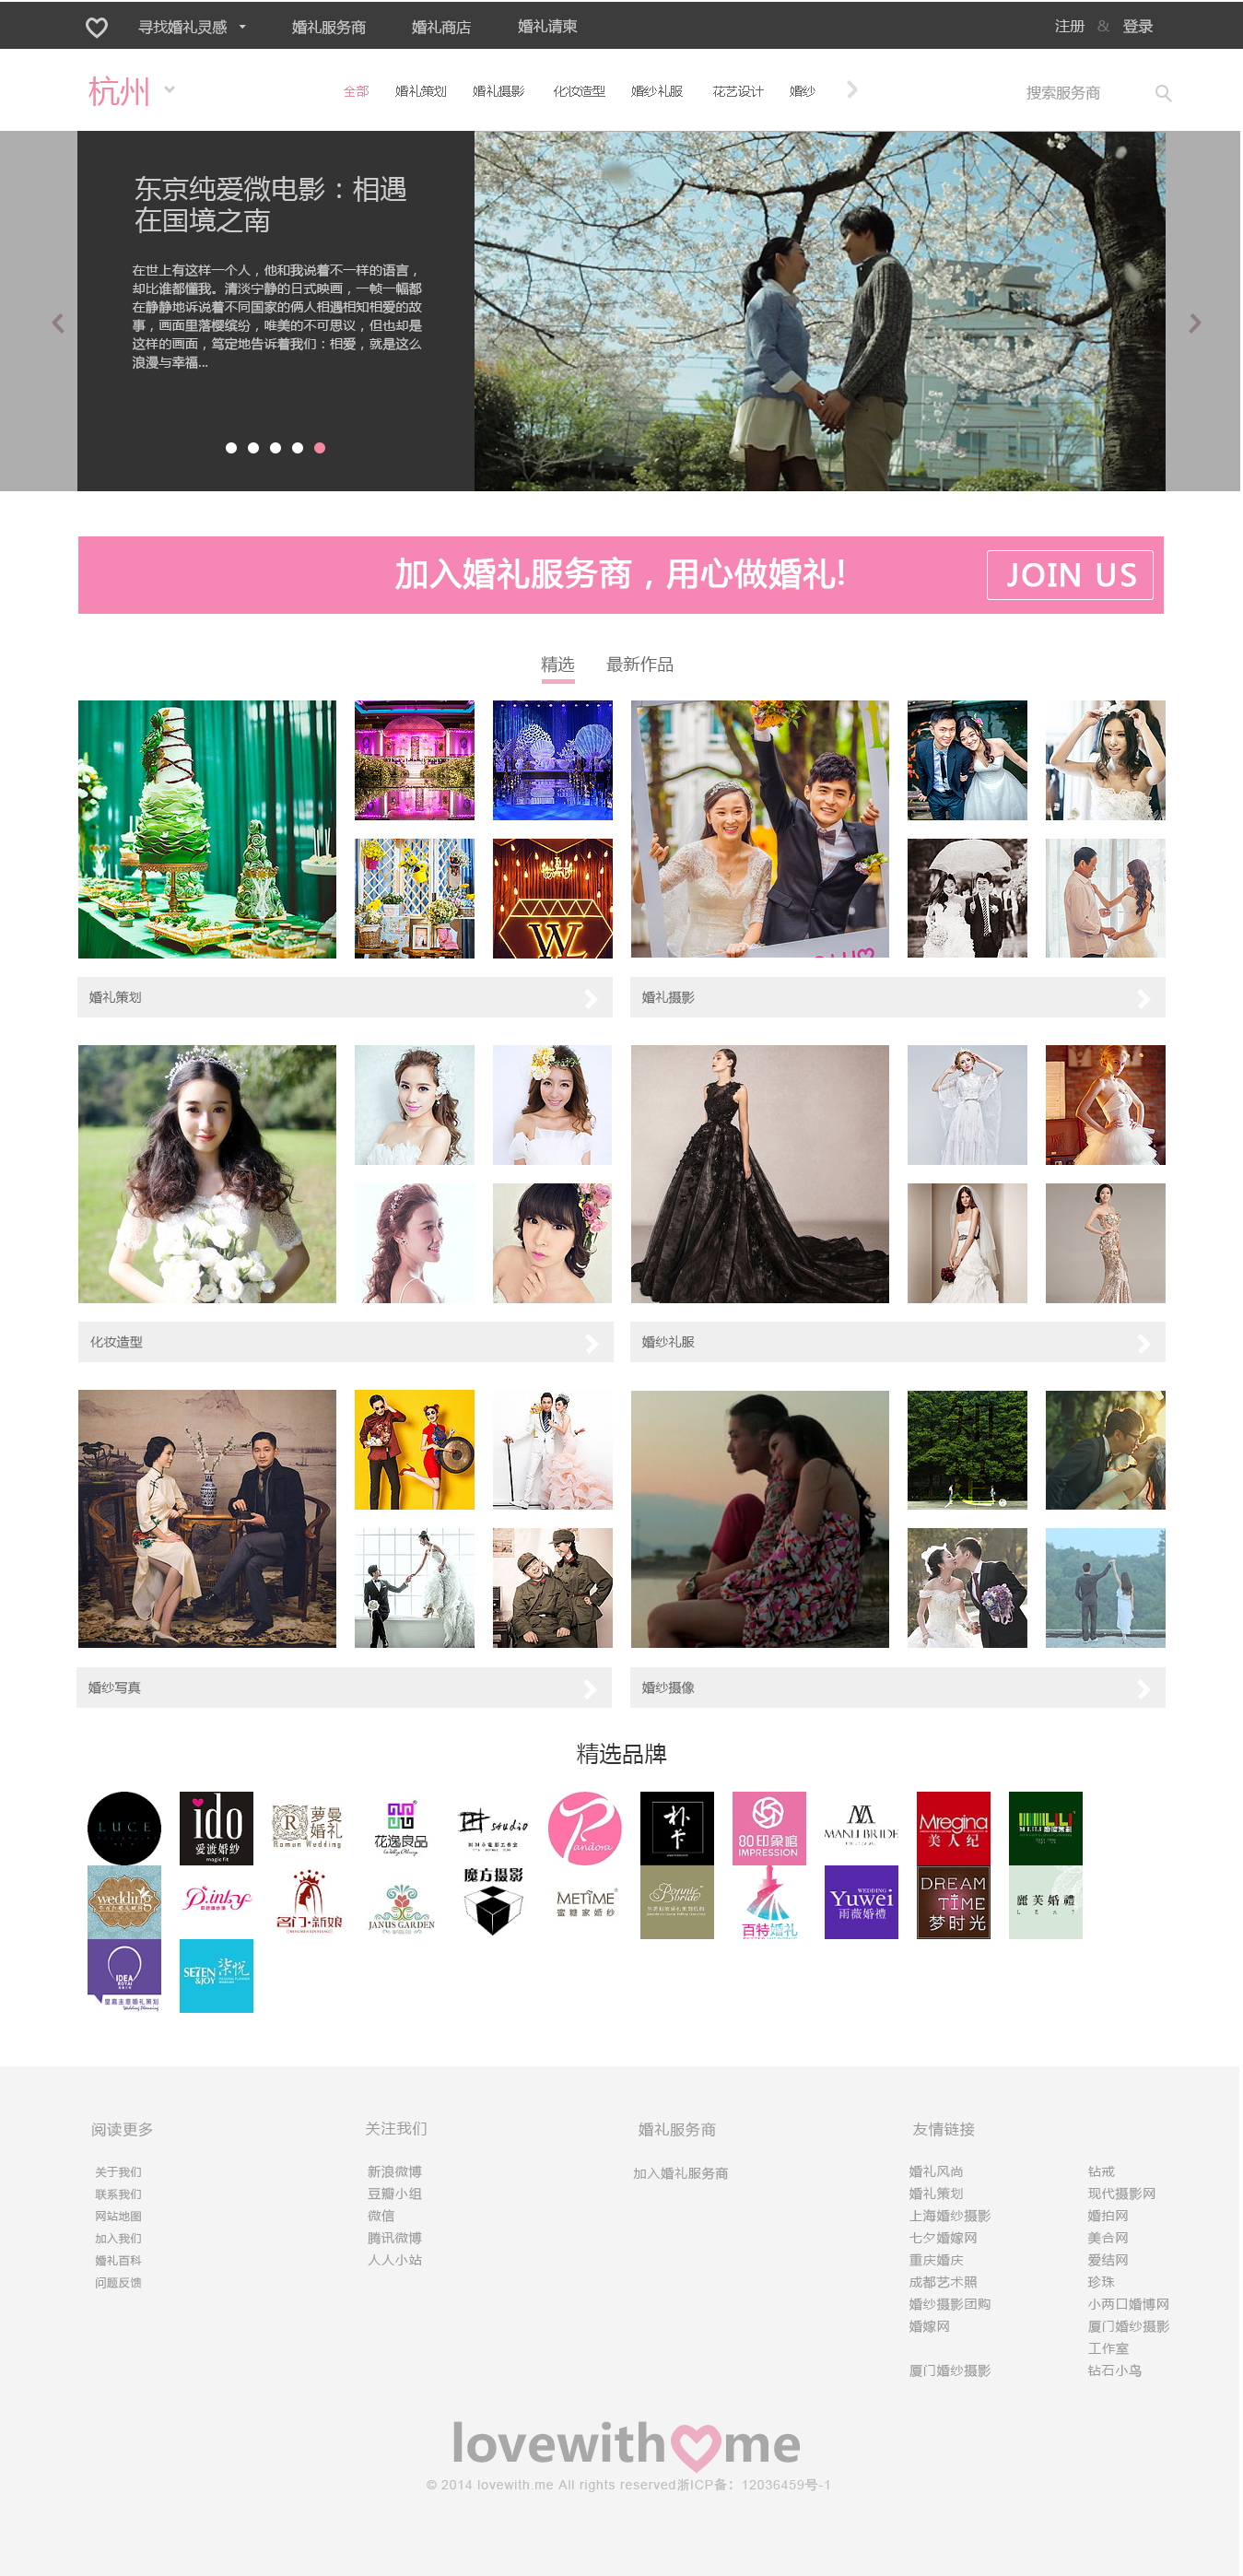 寻找婚礼灵感
婚礼服务商
婚礼商店
婚礼请柬
注册 & 登录
杭州
全部
婚礼策划
婚礼摄影
化妆造型
婚纱礼服
花艺设计
婚纱
搜索服务商
东京纯爱微电影：相遇
在国境之南
在世上有这样一个人，他和我说着不一样的语言，
却比谁都懂我。清淡宁静的日式映画，一帧一幅都
在静静地诉说着不同国家的俩人相遇相知相爱的故
事，画面里落樱缤纷，唯美的不可思议，但也却是
这样的画面，笃定地告诉着我们：相爱，就是这么
浪漫与幸福...
加入婚礼服务商，用心做婚礼!
JOIN US
精选
最新作品
WL
婚礼策划
婚礼摄影
化妆造型
婚纱礼服
婚纱写真
婚纱摄像
精选品牌
LUCE
ido
爱波婚纱
magic fit
萝曼
婚礼
Roman Wedding
花逸良品
studio
Pandora
朴卡
80印象馆
IMPRESSION
MANH BRIDE
Mregina
美人纪
wedding
Pinksy
名门·新娘
JANUS GARDEN
魔方摄影
METIME
蜜糖家婚纱
Bonnie Bride
百特婚礼
WEDDING
Yuwei
雨薇婚禮
DREAM
TIME
梦时光
麗芙婚禮
IDEA
ROYAL
皇嘉主意婚礼策划
Wedding Planning
SE7EN
&JOY
柒悦
阅读更多
关于我们
联系我们
网站地图
加入我们
婚礼百科
问题反馈
关注我们
新浪微博
豆瓣小组
微信
腾讯微博
人人小站
婚礼服务商
加入婚礼服务商
友情链接
婚礼风尚
婚礼策划
上海婚纱摄影
七夕婚嫁网
重庆婚庆
成都艺术照
婚纱摄影团购
婚嫁网
厦门婚纱摄影
钻戒
现代摄影网
婚拍网
美合网
爱结网
珍珠
小两口婚博网
厦门婚纱摄影
工作室
钻石小鸟
lovewith me
© 2014 lovewith.me All rights reserved浙ICP备：12036459号-1